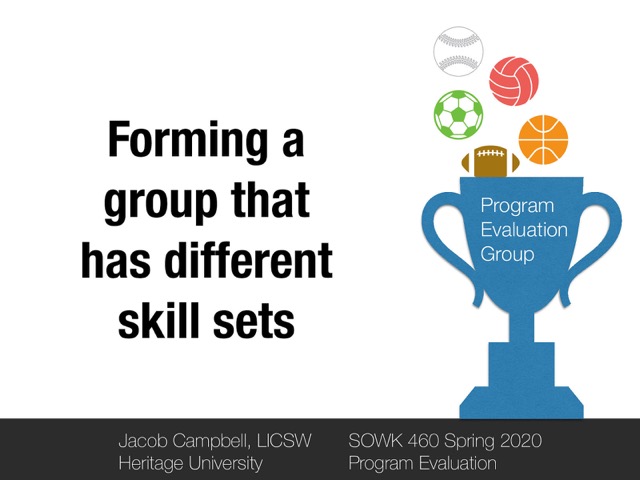 Forming a
group that
has different
skill sets
Program
Evaluation
Group
Jacob Campbell, LICSW
Heritage University
SOWK 460 Spring 2020
Program Evaluation